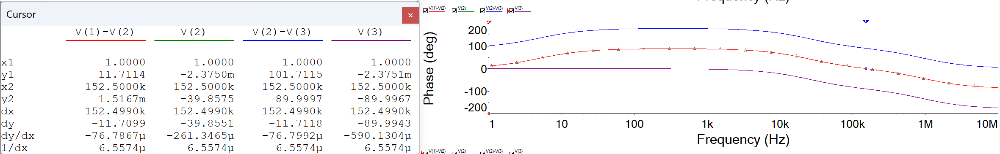 Cursor
x
V(1)-V(2) V(2) V(2)-V(3) V(3)
x1 1.0000 1.0000 1.0000 1.0000
y1 11.7114 -2.3750m 101.7115 -2.3751m
x2 152.5000k 152.5000k 152.5000k 152.5000k
y2 1.5167m -39.8575 89.9997 -89.9967
dx 152.4990k 152.4990k 152.4990k 152.4990k
dy -11.7099 -39.8551 -11.7118 -89.9943
dy/dx -76.7867µ -261.3465µ -76.7992µ -590.1304µ
1/dx 6.5574µ 6.5574µ 6.5574µ 6.5574µ
Frequency (Hz)
V(1)-V(2) V(2) V(2)-V(3) V(3)
Phase (deg)
200
100
0
-100
-200
1 10 100 1k 10k 100k 1M 10M
Frequency (Hz)
V(1)-V(2) V(2) V(2)-V(3) V(3)